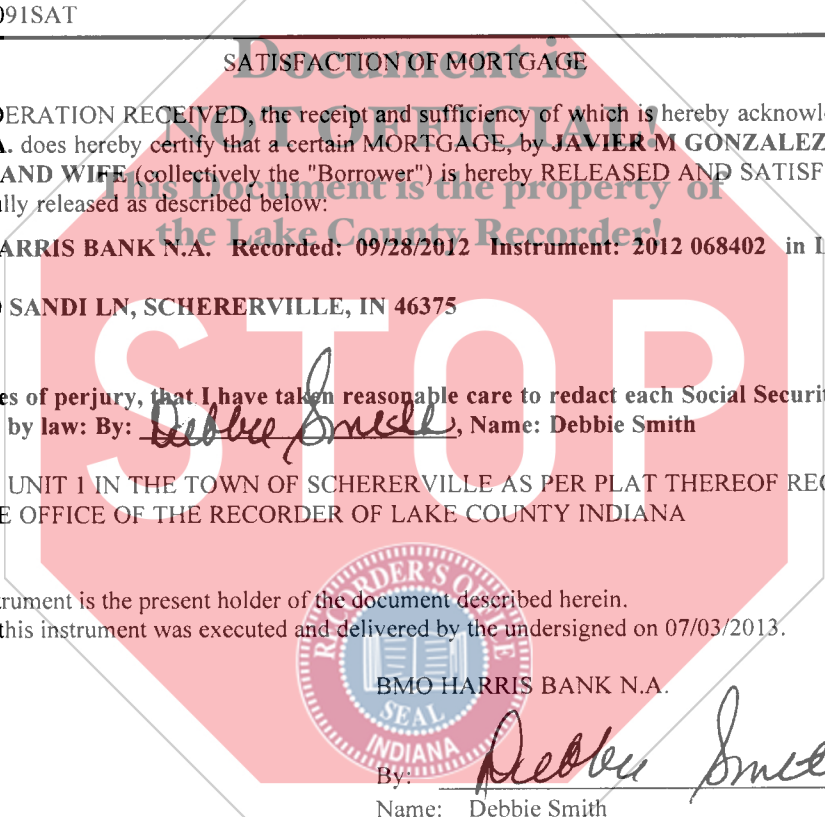 091SAT
SATISFACTION OF MORTGAGE
Document is
NOT OFFICIAL!
This Document is the property of
the Lake County Recorder!
STOP
DERATION RECEIVED, the receipt and sufficiency of which is hereby acknowl
A. does hereby certify that a certain MORTGAGE, by JAVIER M GONZALEZ
AND WIFE (collectively the "Borrower") is hereby RELEASED AND SATISF
lly released as described below:
ARRIS BANK N.A. Recorded: 09/28/2012 Instrument: 2012 068402 in L
SANDI LN, SCHERERVILLE, IN 46375
es of perjury, that I have taken reasonable care to redact each Social Securit
by law: By: Debbie Smith, Name: Debbie Smith
UNIT 1 IN THE TOWN OF SCHERERVILLE AS PER PLAT THEREOF REC
E OFFICE OF THE RECORDER OF LAKE COUNTY INDIANA
trument is the present holder of the document described herein.
this instrument was executed and delivered by the undersigned on 07/03/2013.
RECORDER'S OFFICE
SEAL
INDIANA
BMO HARRIS BANK N.A.
By: Debbie Smith
Name: Debbie Smith